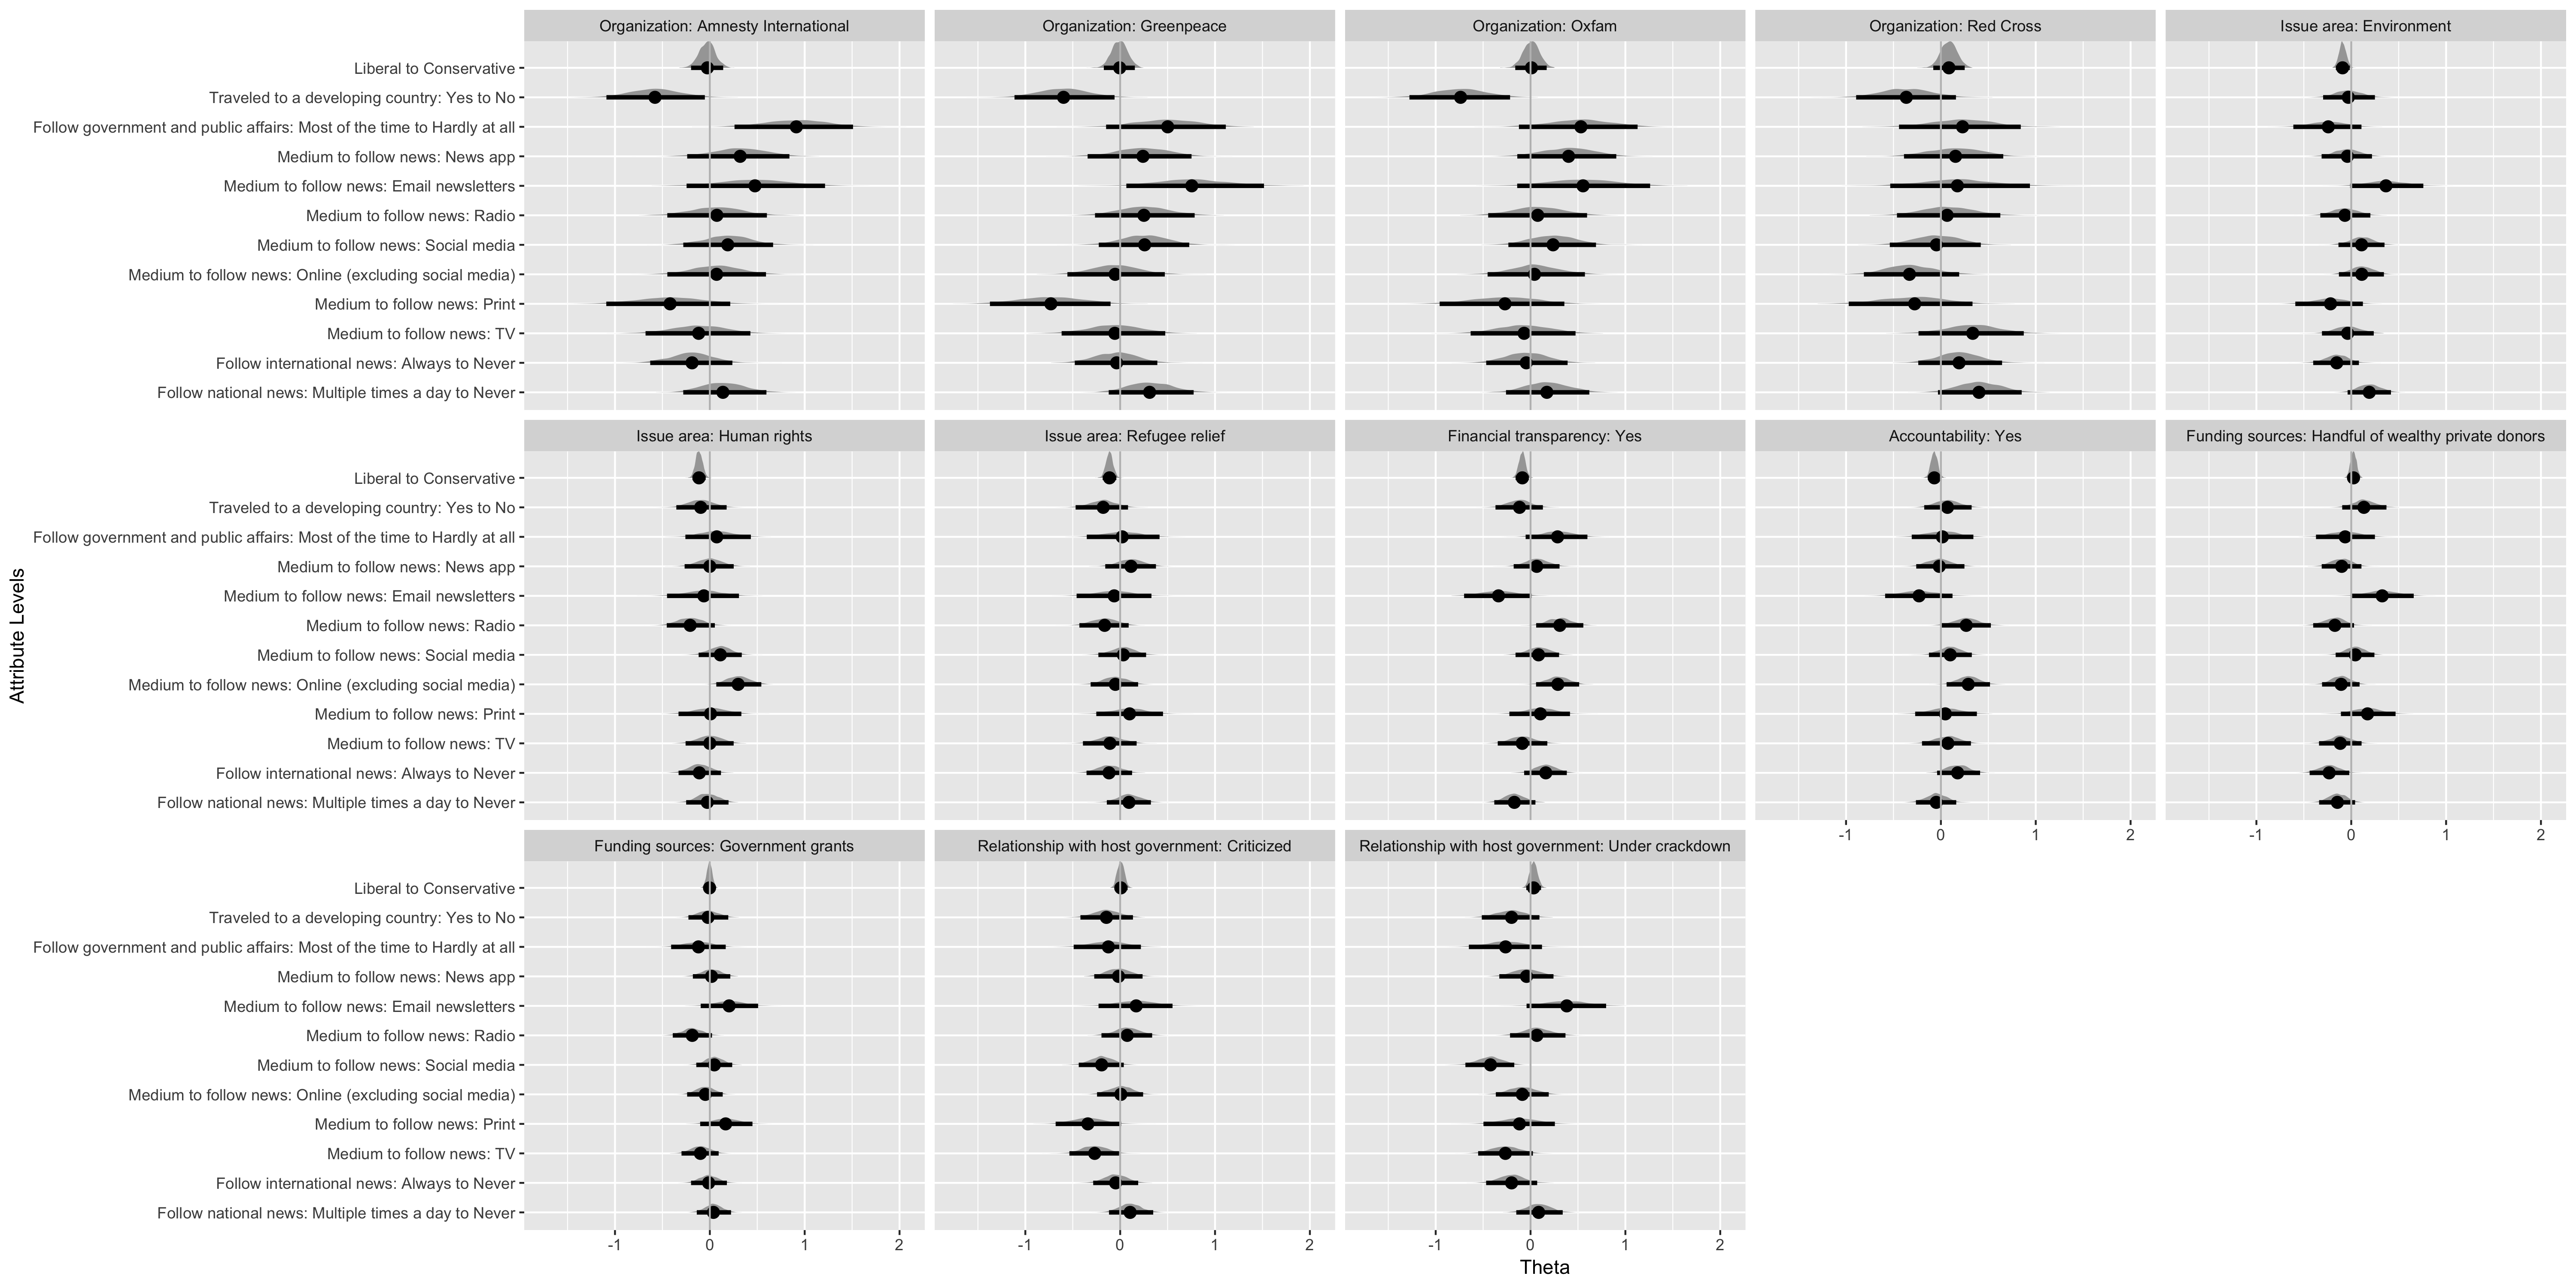 Organization: Amnesty International
Organization: Greenpeace
Organization: Oxfam
Organization: Red Cross
Issue area: Environment
Liberal to Conservative
Traveled to a developing country: Yes to No
Follow government and public affairs: Most of the time to Hardly at all
Medium to follow news: News app
Medium to follow news: Email newsletters
Medium to follow news: Radio
Medium to follow news: Social media
Medium to follow news: Online (excluding social media)
Medium to follow news: Print
Medium to follow news: TV
Follow international news: Always to Never
Follow national news: Multiple times a day to Never
Issue area: Human rights
Issue area: Refugee relief
Financial transparency: Yes
Accountability: Yes
Funding sources: Handful of wealthy private donors
Liberal to Conservative
Traveled to a developing country: Yes to No
Follow government and public affairs: Most of the time to Hardly at all
Medium to follow news: News app
Medium to follow news: Email newsletters
Medium to follow news: Radio
Medium to follow news: Social media
Medium to follow news: Online (excluding social media)
Medium to follow news: Print
Medium to follow news: TV
Follow international news: Always to Never
Follow national news: Multiple times a day to Never
-1 0 1 2
-1 0 1 2
Funding sources: Government grants
Relationship with host government: Criticized
Relationship with host government: Under crackdown
Liberal to Conservative
Traveled to a developing country: Yes to No
Follow government and public affairs: Most of the time to Hardly at all
Medium to follow news: News app
Medium to follow news: Email newsletters
Medium to follow news: Radio
Medium to follow news: Social media
Medium to follow news: Online (excluding social media)
Medium to follow news: Print
Medium to follow news: TV
Follow international news: Always to Never
Follow national news: Multiple times a day to Never
-1 0 1 2
-1 0 1 2
-1 0 1 2
Theta
Attribute Levels